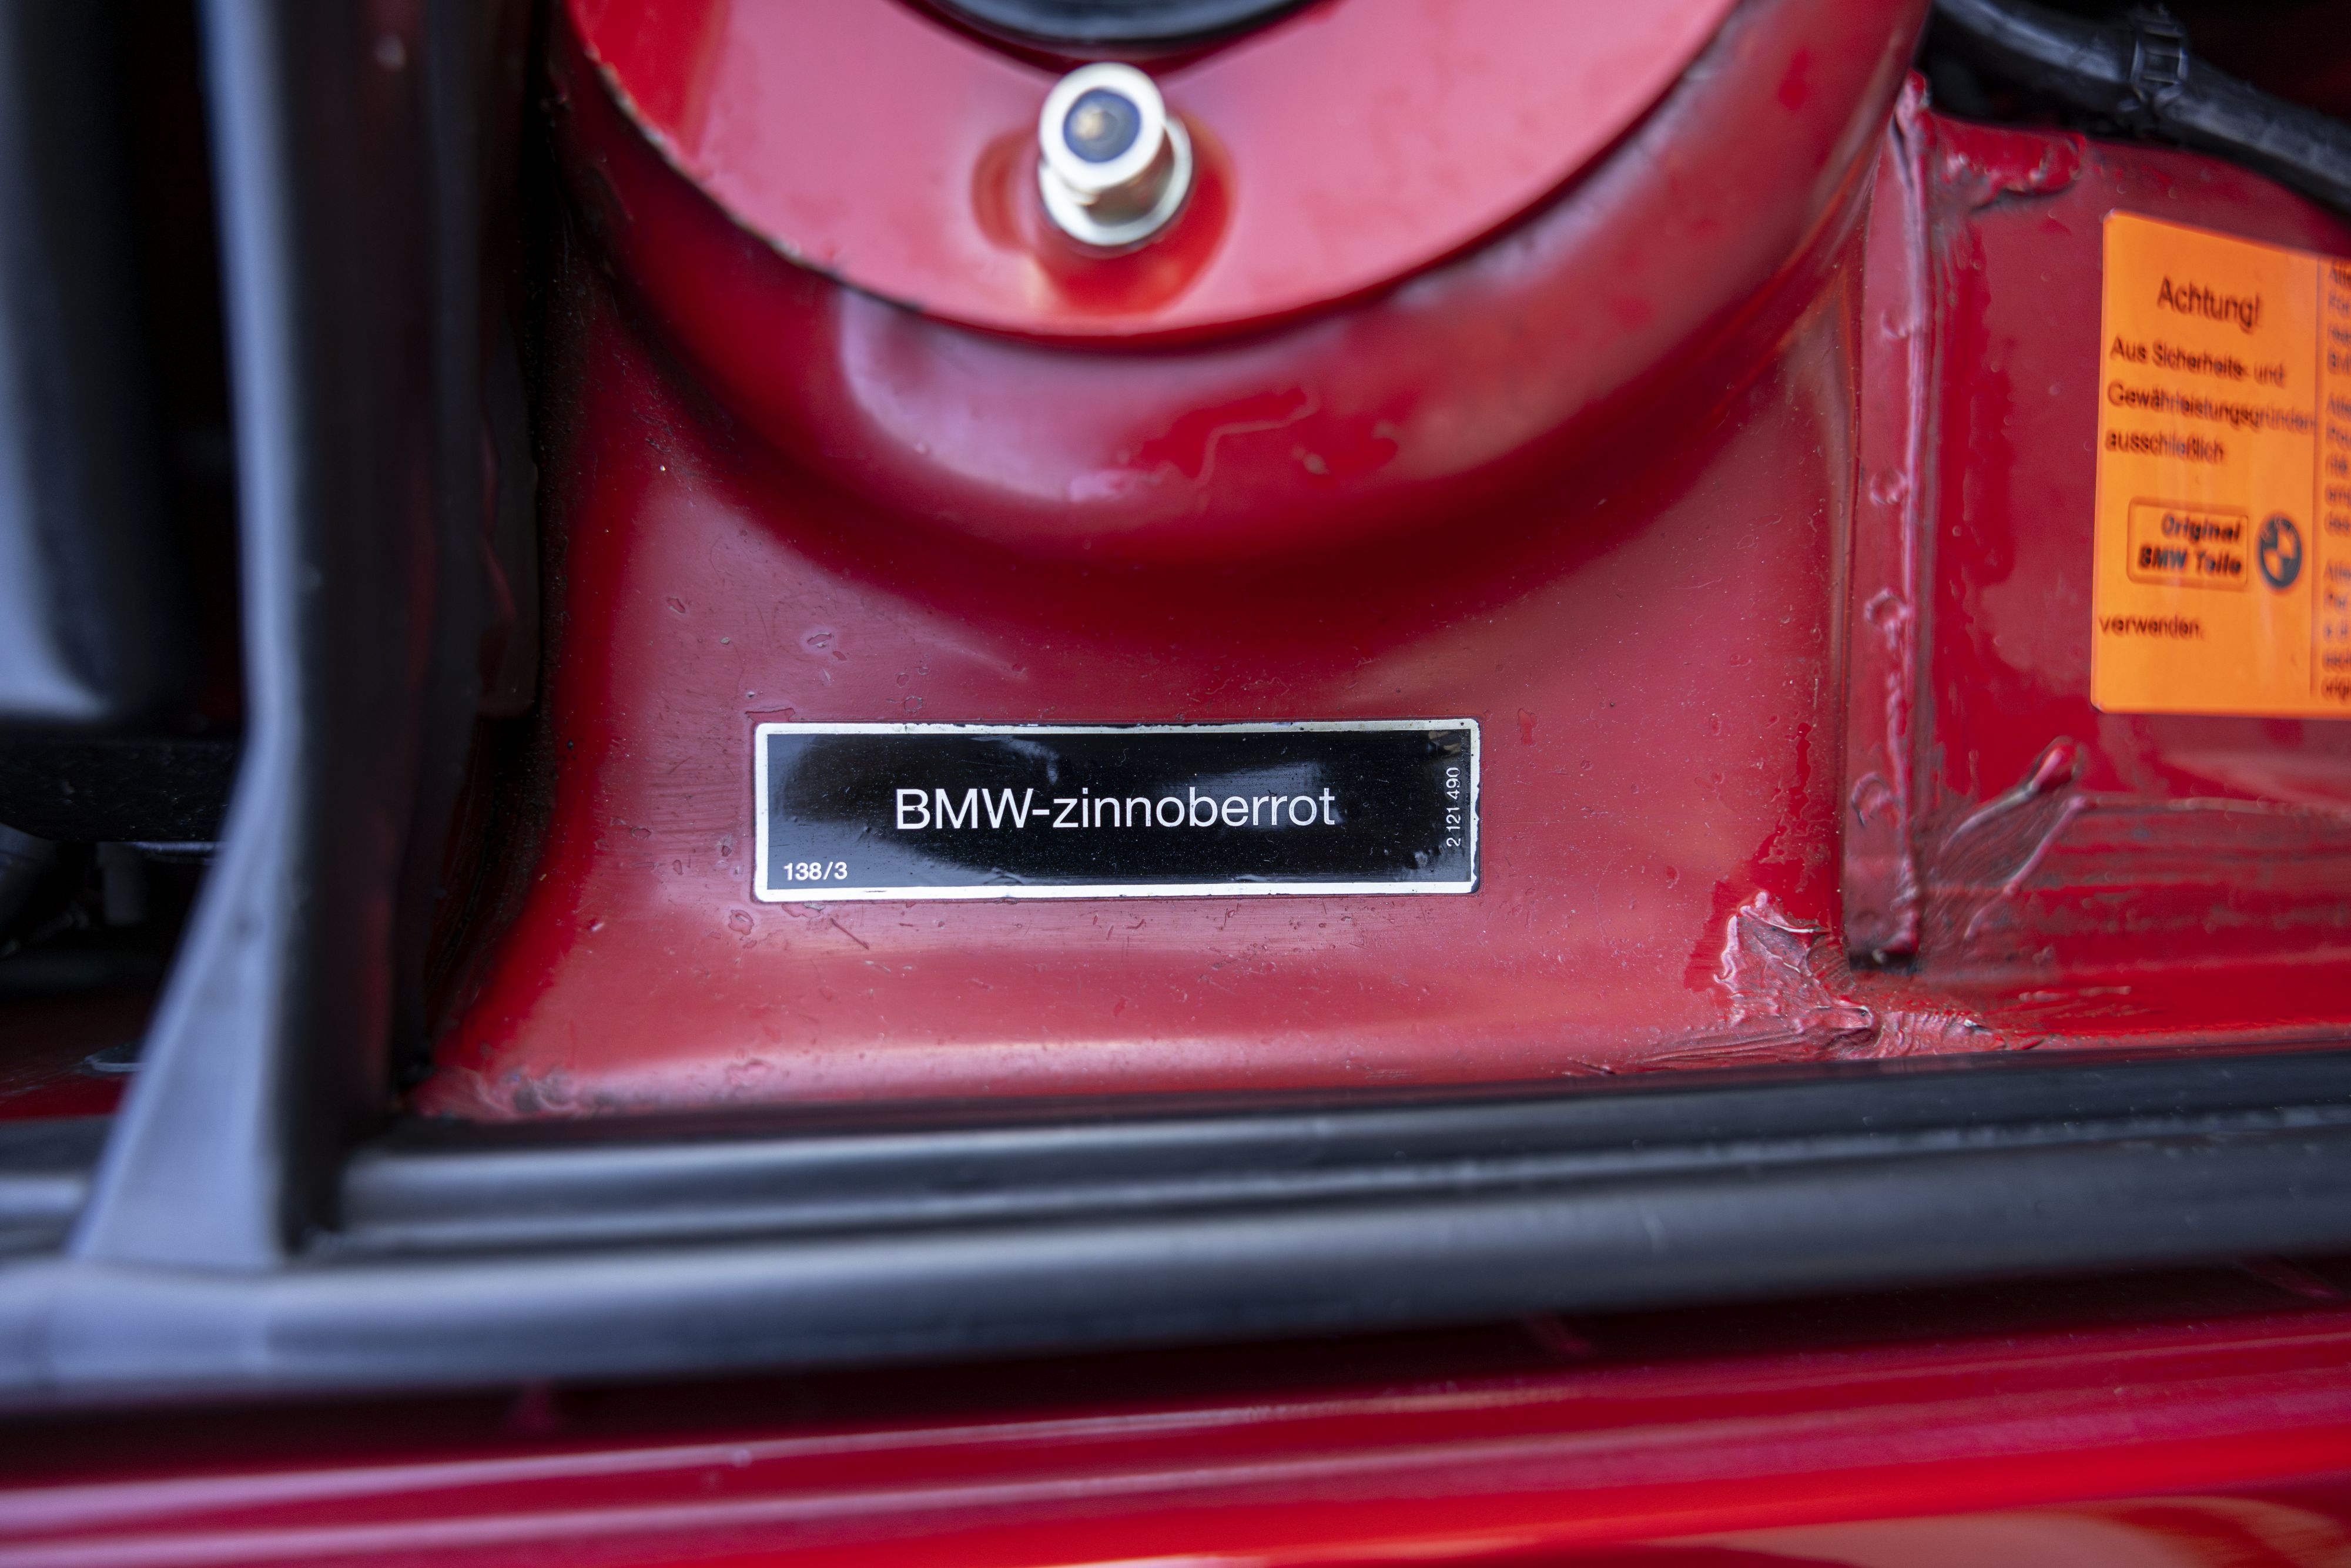 Achtung!
Aus Sicherheits- und
Gewährleistungsgründen
ausschließlich
Original
BMW Teile
verwenden.
BMW-zinnoberrot
138/3
2 121 490